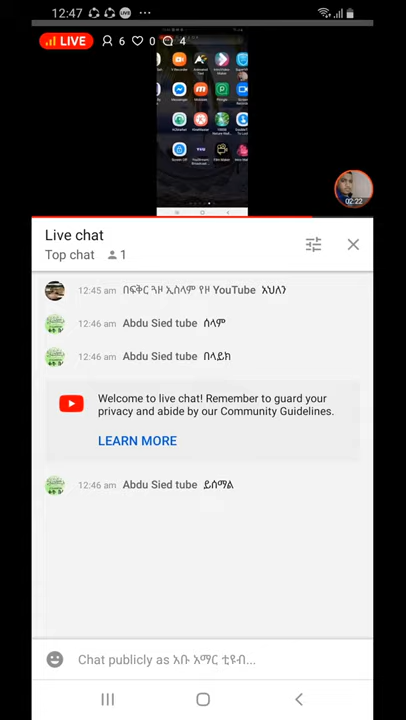 12:47
LIVE 6 0 4
02:22
Live chat
Top chat 1
12:45 am በፍቅር ጓዞ ኢስላም የዞ YouTube አህለን
12:46 am Abdu Sied tube ሰላም
12:46 am Abdu Sied tube በላይክ
Welcome to live chat! Remember to guard your
privacy and abide by our Community Guidelines.
LEARN MORE
12:46 am Abdu Sied tube ይሰማል
Chat publicly as አቡ አማር ቲዩብ...